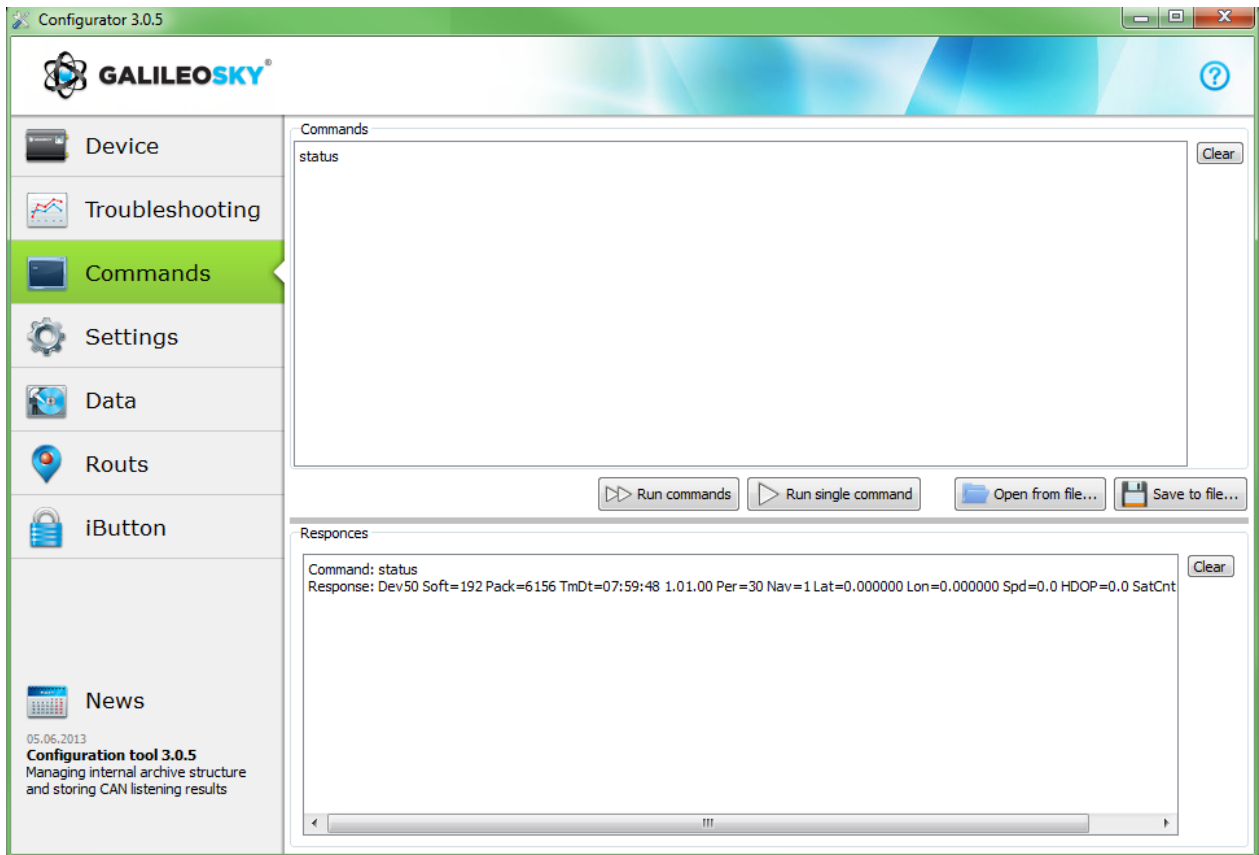 Configurator 3.0.5
GALILEOSKY®
Device
Troubleshooting
Commands
Settings
Data
Routs
iButton
News
05.06.2013
Configuration tool 3.0.5
Managing internal archive structure
and storing CAN listening results
Commands
status
Clear
Run commands
Run single command
Open from file...
Save to file...
Responces
Command: status
Response: Dev50 Soft=192 Pack=6156 TmDt=07:59:48 1.01.00 Per=30 Nav=1 Lat=0.000000 Lon=0.000000 Spd=0.0 HDOP=0.0 SatCnt
Clear